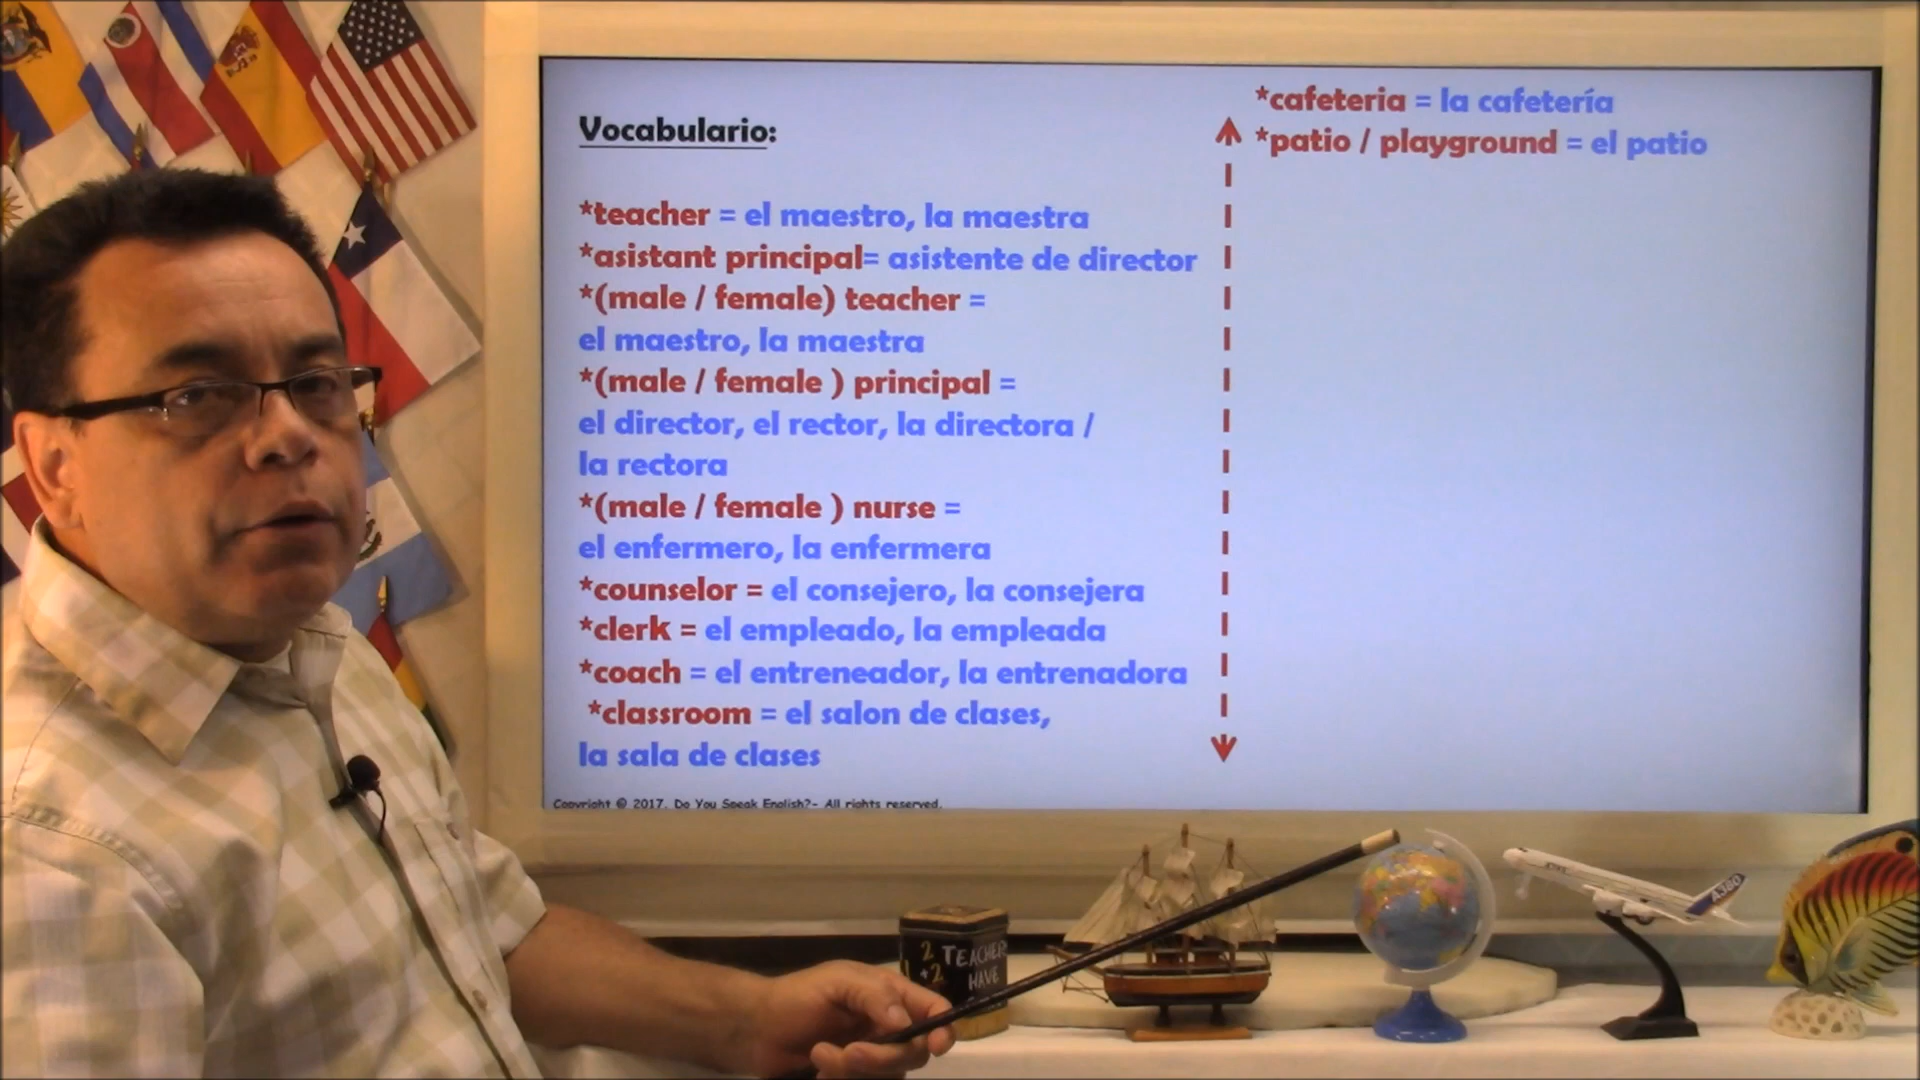 Vocabulario:
*teacher = el maestro, la maestra
*asistant principal= asistente de director
*(male / female) teacher =
el maestro, la maestra
*(male / female ) principal =
el director, el rector, la directora /
la rectora
*(male / female ) nurse =
el enfermero, la enfermera
*counselor = el consejero, la consejera
*clerk = el empleado, la empleada
*coach = el entreneador, la entrenadora
*classroom = el salon de clases,
la sala de clases
*cafeteria = la cafetería
*patio / playground = el patio
Copyright © 2017. Do You Speak English?- All rights reserved.
2
+2
TEACHER
HAVE
A380